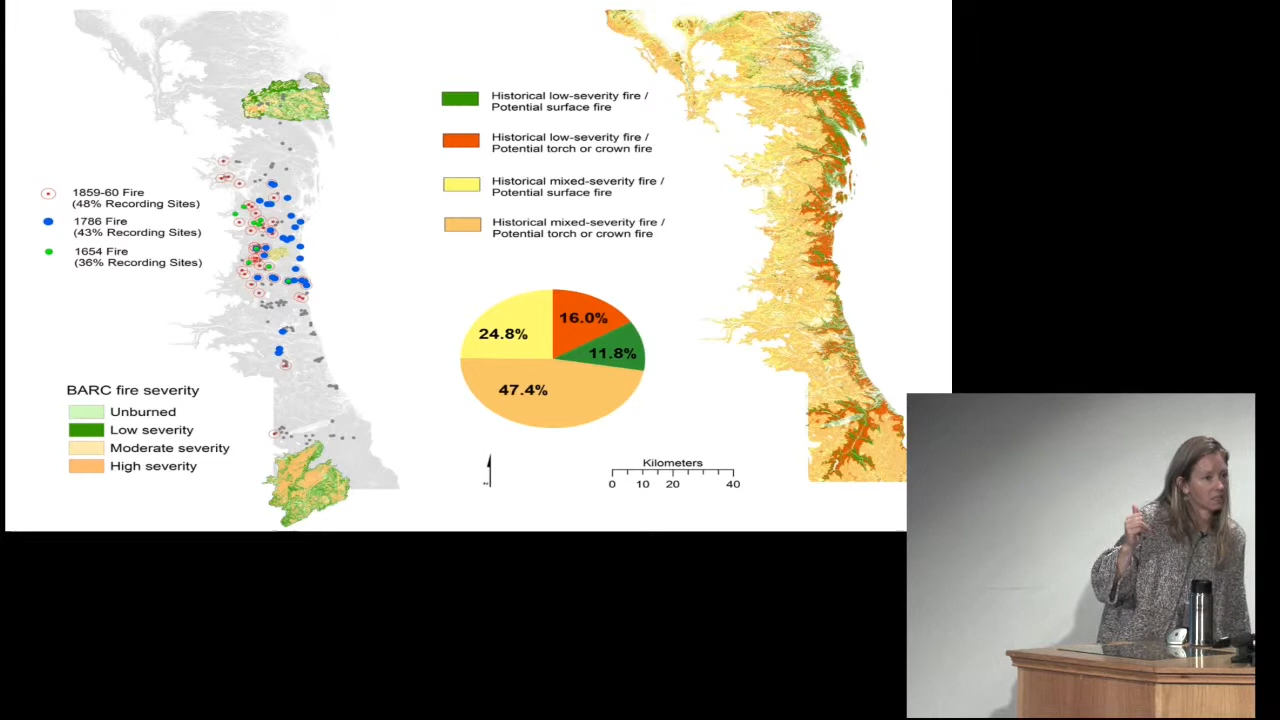 1859-60 Fire
(48% Recording Sites)
1786 Fire
(43% Recording Sites)
1654 Fire
(36% Recording Sites)
BARC fire severity
Unburned
Low severity
Moderate severity
High severity
Historical low-severity fire /
Potential surface fire
Historical low-severity fire /
Potential torch or crown fire
Historical mixed-severity fire /
Potential surface fire
Historical mixed-severity fire /
Potential torch or crown fire
16.0%
24.8%
11.8%
47.4%
Kilometers
0 10 20 40